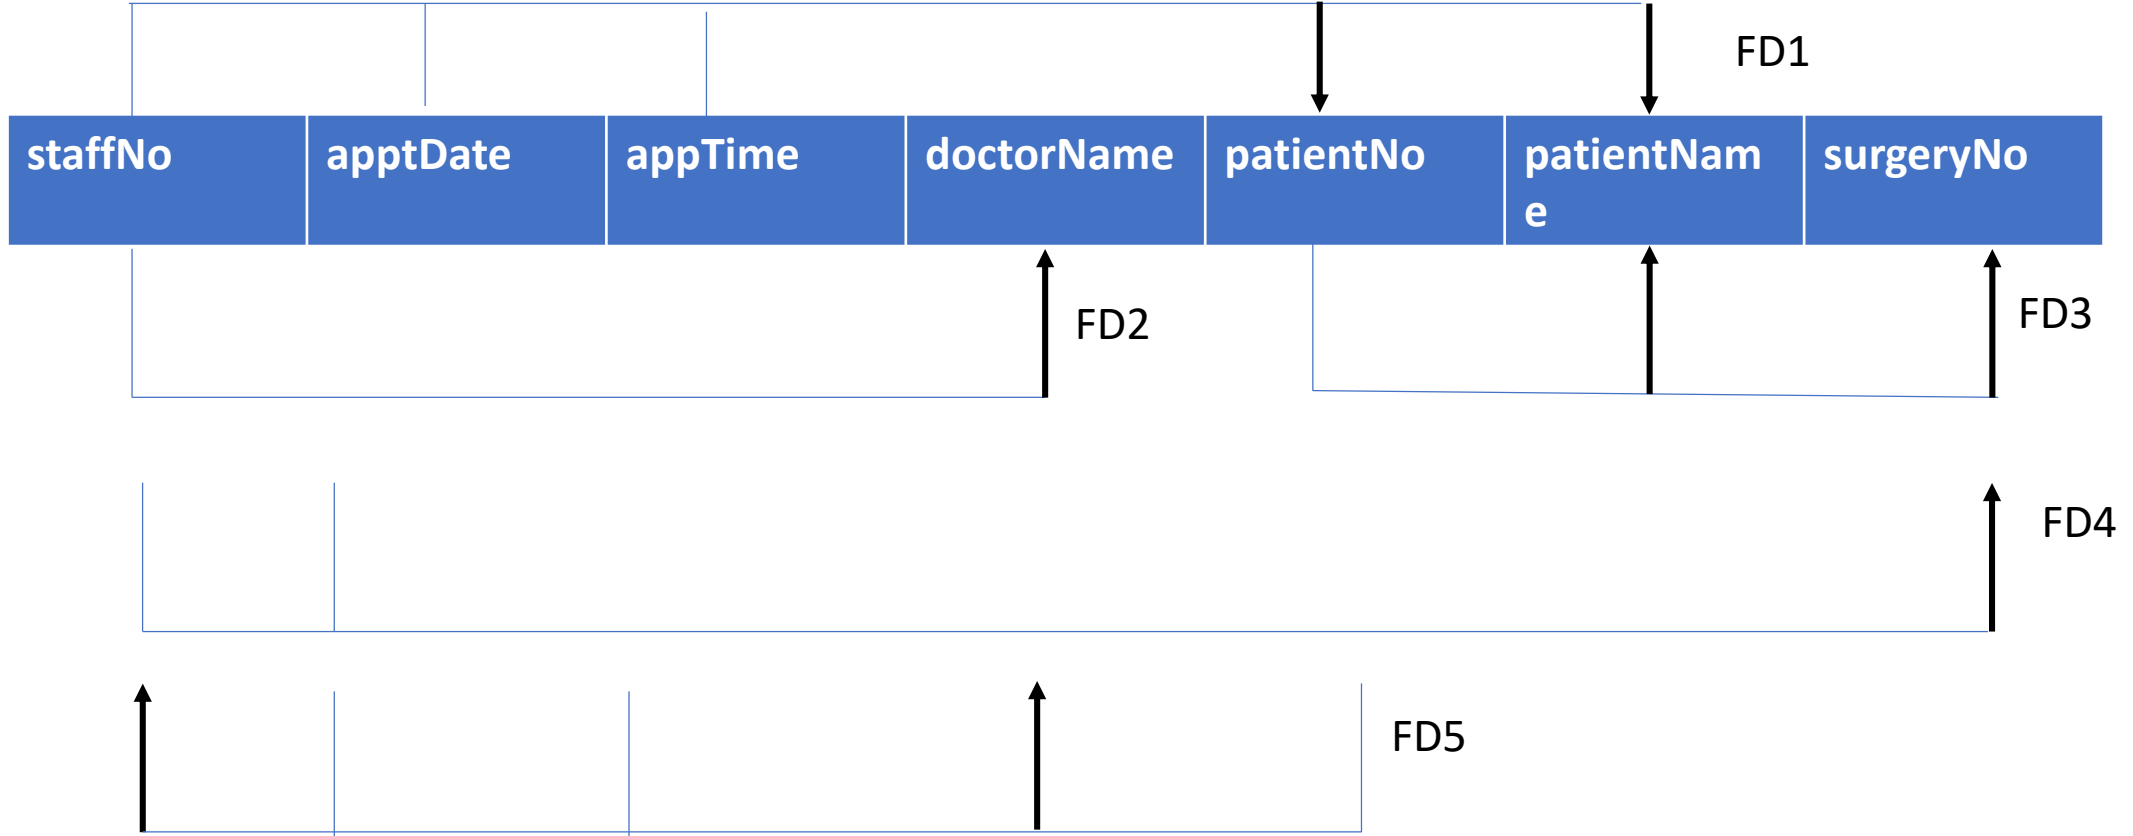 FD1
staffNo
apptDate
appTime
doctorName
patientNo
patientNam
e
surgeryNo
FD2
FD3
FD4
FD5